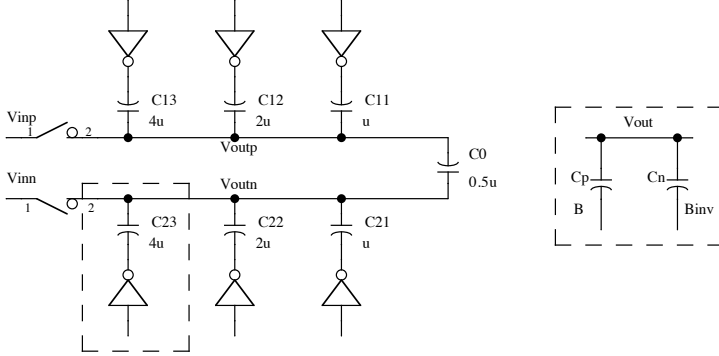 C13
4u
C12
2u
C11
u
Vinp
1
2
Voutp
C0
0.5u
Vinn
1
2
Voutn
C23
4u
C22
2u
C21
u
Vout
Cp
Cn
B
Binv